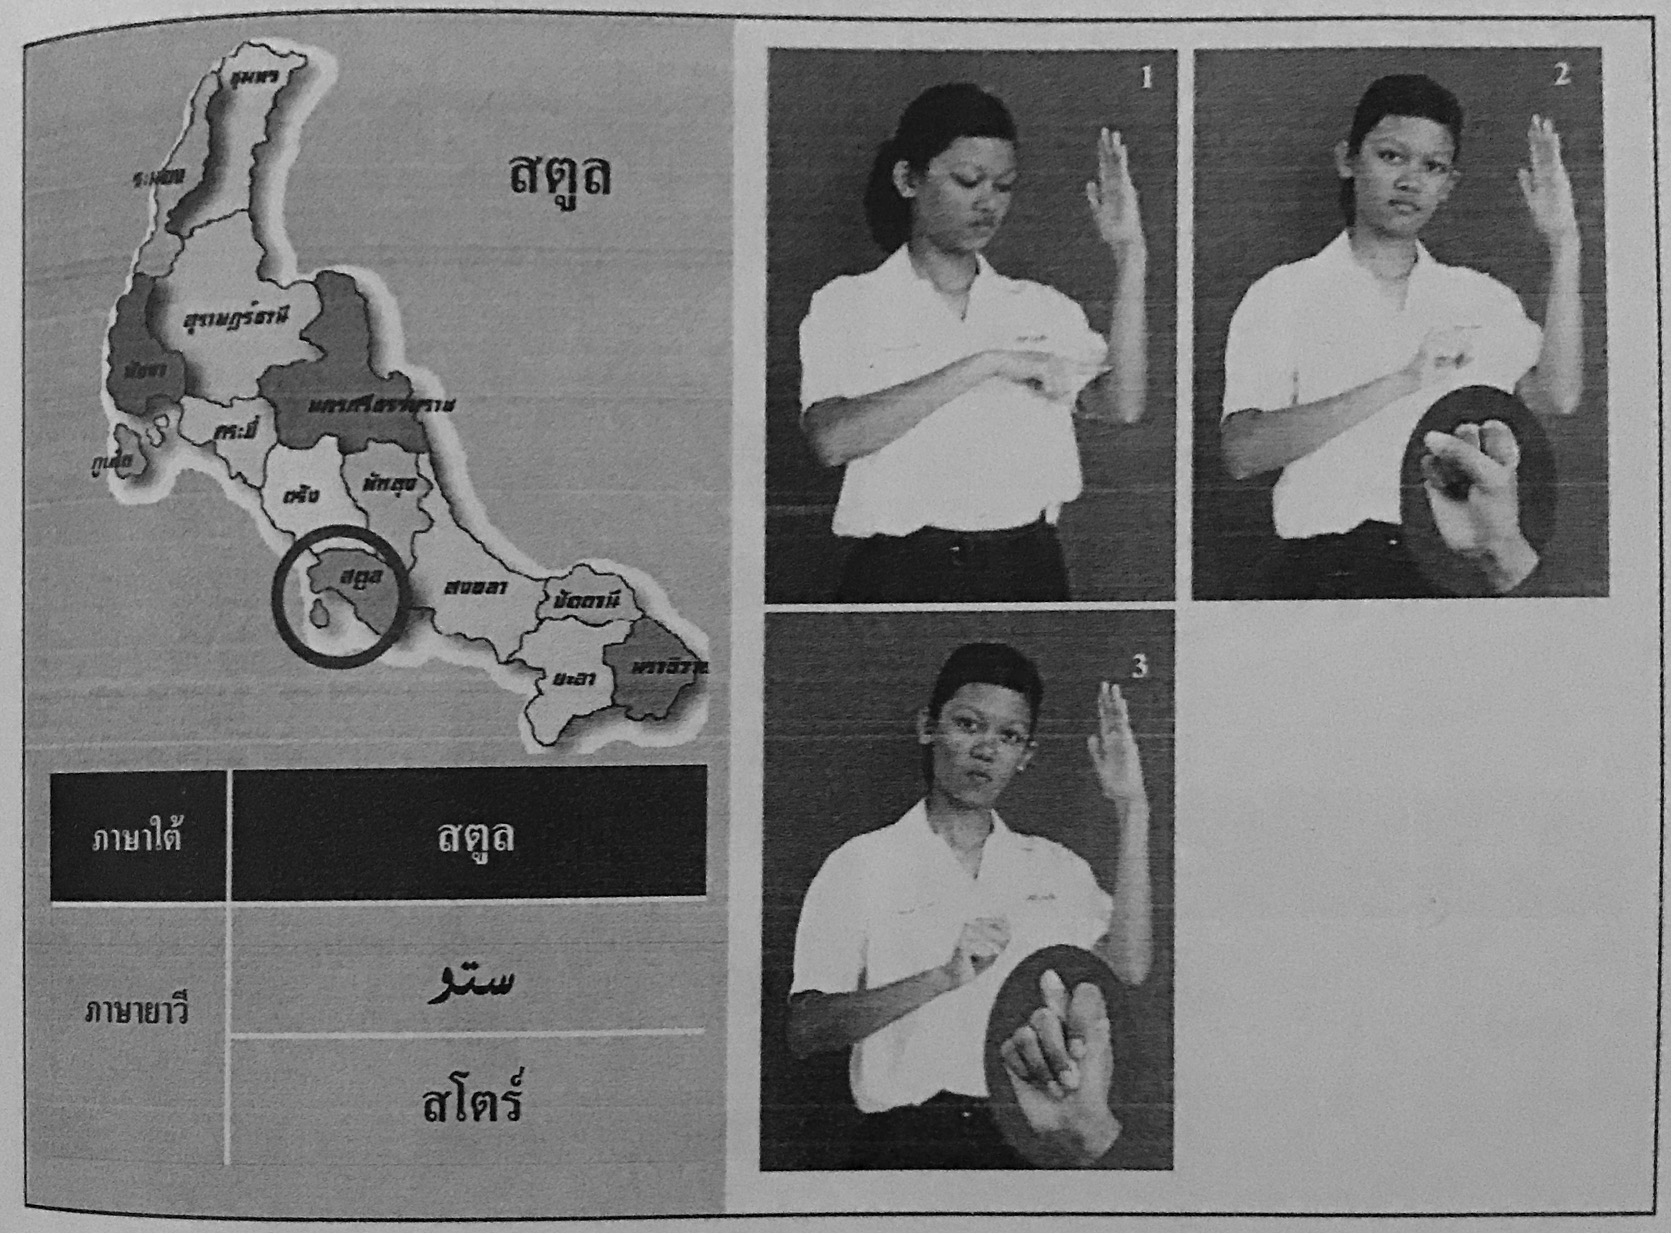 สตูล
ชุมพร
ระนอง
สุราษฎร์ธานี
พังงา
นครศรีธรรมราช
กระบี่
ภูเก็ต
ตรัง
พัทลุง
สตูล
สงขลา
ปัตตานี
ยะลา
นราธิวาส
ภาษาใต้
สตูล
ภาษายาวี
ستو
สโตร์
1
2
3